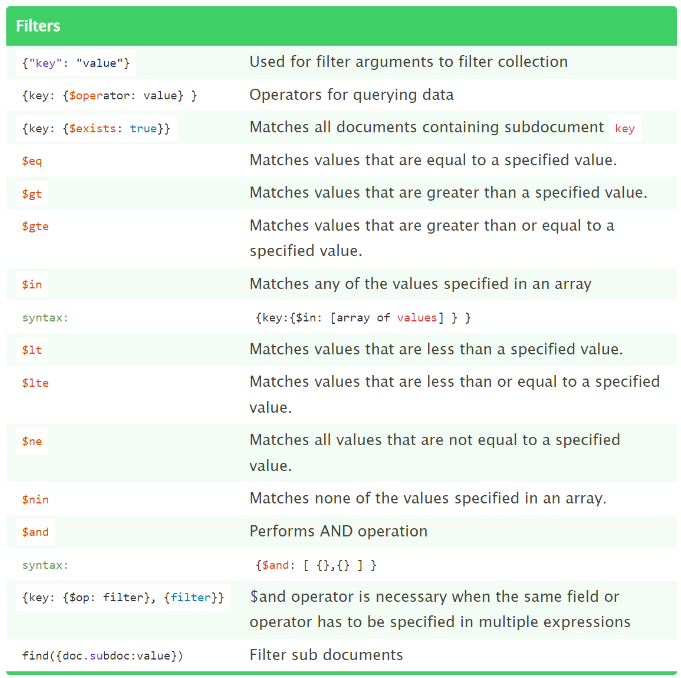 Filters
{"key": "value"} Used for filter arguments to filter collection
{key: {$operator: value} } Operators for querying data
{key: {$exists: true}} Matches all documents containing subdocument key
$eq Matches values that are equal to a specified value.
$gt Matches values that are greater than a specified value.
$gte Matches values that are greater than or equal to a
specified value.
$in Matches any of the values specified in an array
syntax: {key:{$in: [array of values] } }
$lt Matches values that are less than a specified value.
$lte Matches values that are less than or equal to a specified
value.
$ne Matches all values that are not equal to a specified
value.
$nin Matches none of the values specified in an array.
$and Performs AND operation
syntax: {$and: [ {},{} ] }
{key: {$op: filter}, {filter}} $and operator is necessary when the same field or
operator has to be specified in multiple expressions
find({doc.subdoc:value}) Filter sub documents